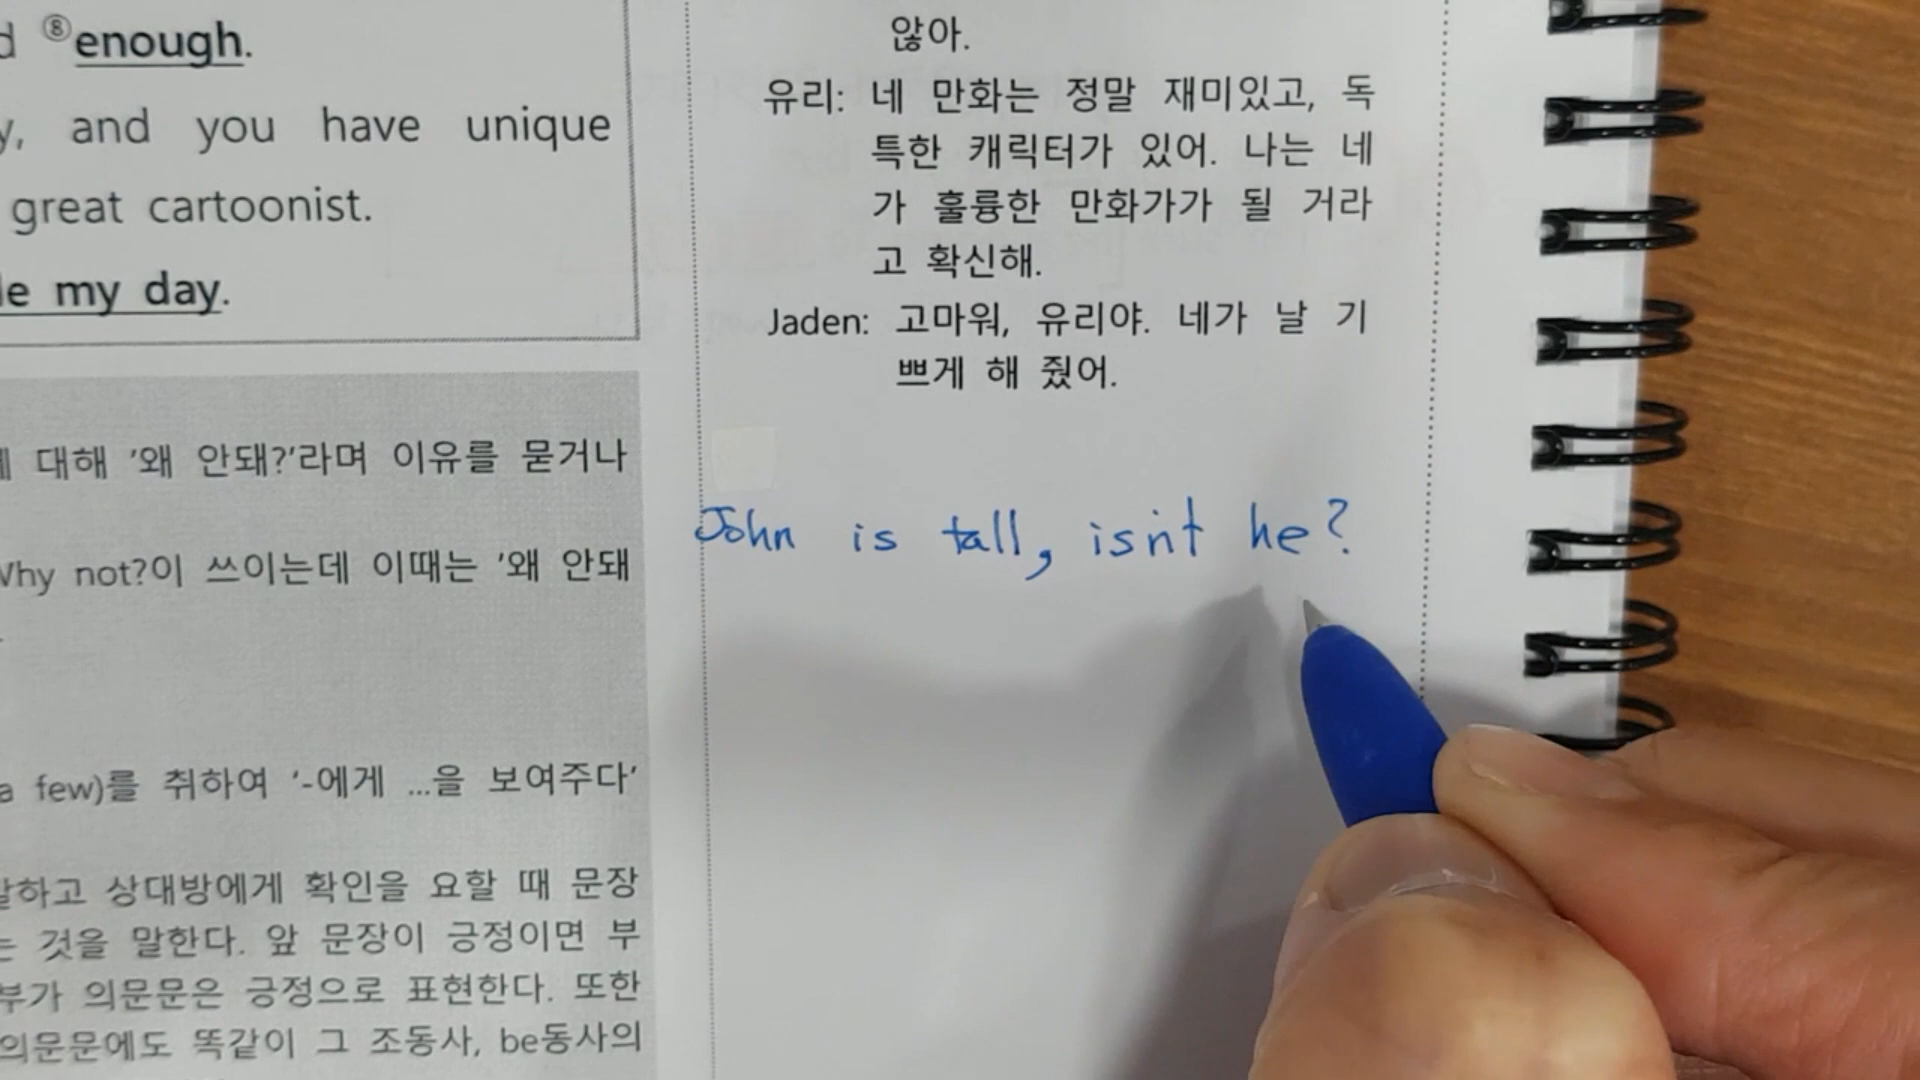 ⑧enough.
, and you have unique
great cartoonist.
my day.
대해 '왜 안돼?'라며 이유를 묻거나
Why not?이 쓰이는데 이때는 '왜 안돼
a few)를 취하여 '-에게 ...을 보여주다'
말하고 상대방에게 확인을 요할 때 문장
것을 말한다. 앞 문장이 긍정이면 부
부가 의문문은 긍정으로 표현한다. 또한
의문문에도 똑같이 그 조동사, be동사의
않아.
유리: 네 만화는 정말 재미있고, 독
특한 캐릭터가 있어. 나는 네
가 훌륭한 만화가가 될 거라
고 확신해.
Jaden: 고마워, 유리야. 네가 날 기
쁘게 해 줬어.
John is tall, isn't he?